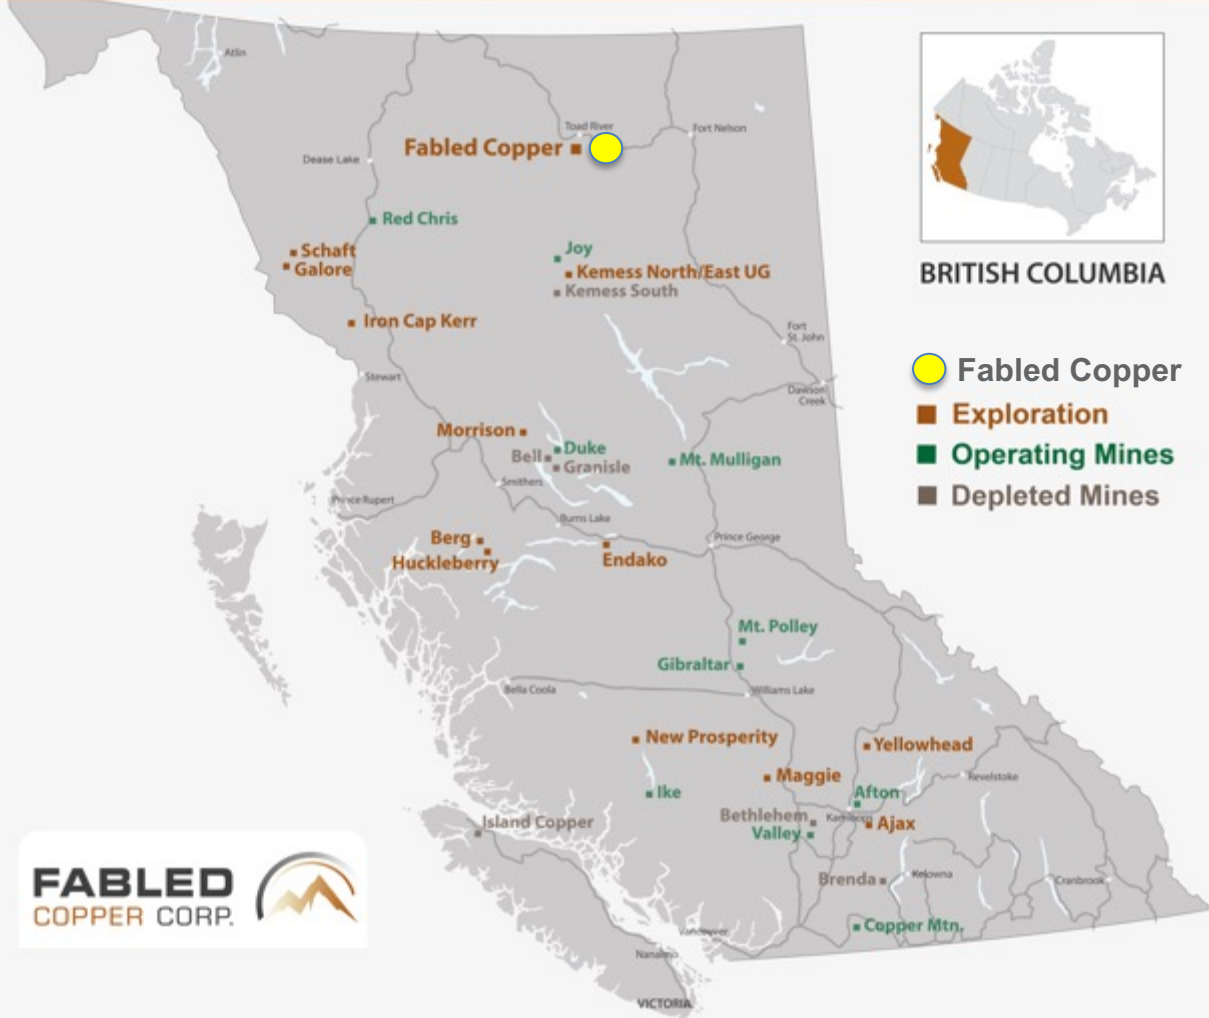 Atlin
Toad River
Fort Nelson
Fabled Copper
Dease Lake
Red Chris
Schaft
Galore
Joy
Kemess North/East UG
Kemess South
Iron Cap Kerr
Fort
St. John
Stewart
Dawson
Creek
Morrison
Duke
Bell
Granisle
Mt. Mulligan
Smithers
Prince Rupert
Burns Lake
Berg
Huckleberry
Endako
Prince George
Mt. Polley
Gibraltar
Bella Coola
Williams Lake
New Prosperity
Yellowhead
Maggie
Revelstoke
Ike
Afton
Bethlehem
Kamloops
Ajax
Island Copper
Valley
Brenda
Kelowna
Cranbrook
Copper Mtn.
Vancouver
Nanaimo
VICTORIA
BRITISH COLUMBIA
Fabled Copper
Exploration
Operating Mines
Depleted Mines
FABLED
COPPER CORP.